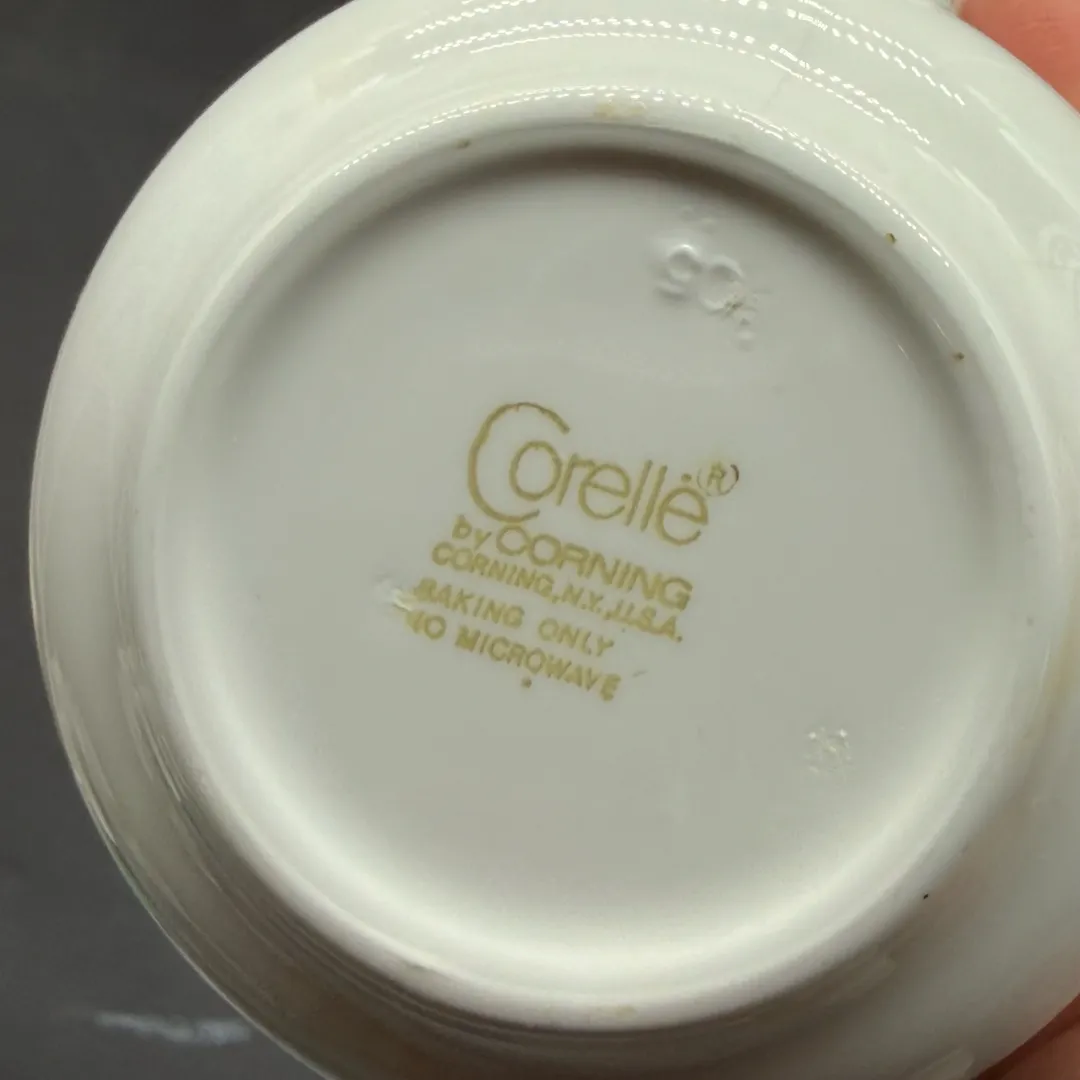 Corelle®
by CORNING
CORNING, N.Y., U.S.A.
BAKING ONLY
NO MICROWAVE